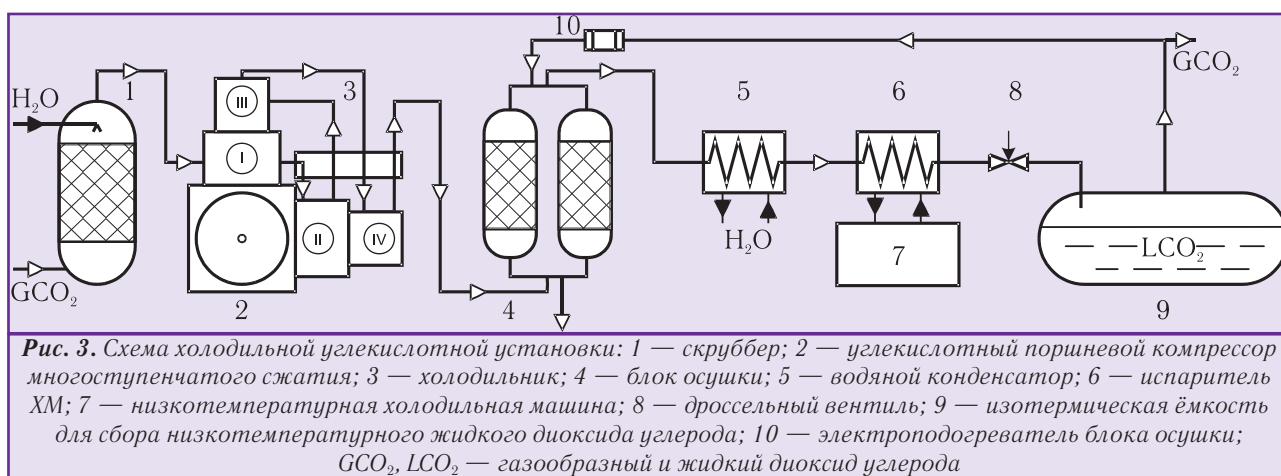 10
GCO₂
1
3
5
6
8
H₂O
III
I
II
IV
H₂O
7
LCO₂
GCO₂
2
4
9
Рис. 3. Схема холодильной углекислотной установки: 1 — скруббер; 2 — углекислотный поршневой компрессор
многоступенчатого сжатия; 3 — холодильник; 4 — блок осушки; 5 — водяной конденсатор; 6 — испаритель
ХМ; 7 — низкотемпературная холодильная машина; 8 — дроссельный вентиль; 9 — изотермическая ёмкость
для сбора низкотемпературного жидкого диоксида углерода; 10 — электроподогреватель блока осушки;
GCO₂, LCO₂ — газообразный и жидкий диоксид углерода